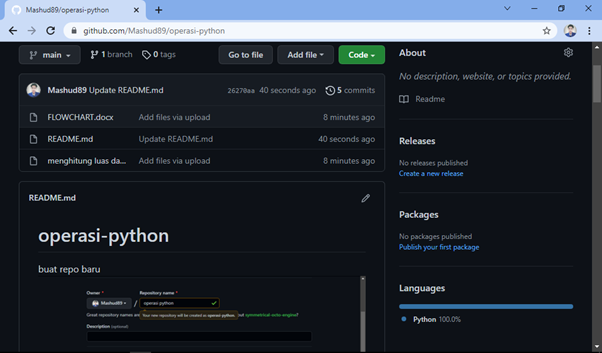 Mashud89/operasi-python
github.com/Mashud89/operasi-python
main
1 branch
0 tags
Go to file
Add file
Code
Mashud89 Update README.md
26270aa 40 seconds ago
5 commits
FLOWCHART.docx Add files via upload 8 minutes ago
README.md Update README.md 40 seconds ago
menghitung luas da... Add files via upload 8 minutes ago
README.md
operasi-python
buat repo baru
Owner *
Repository name *
Mashud89 / operasi python
Great repository names are
Your new repository will be created as operasi-python.
out symmetrical-octo-engine?
Description (optional)
About
No description, website, or topics provided.
Readme
Releases
No releases published
Create a new release
Packages
No packages published
Publish your first package
Languages
Python 100.0%